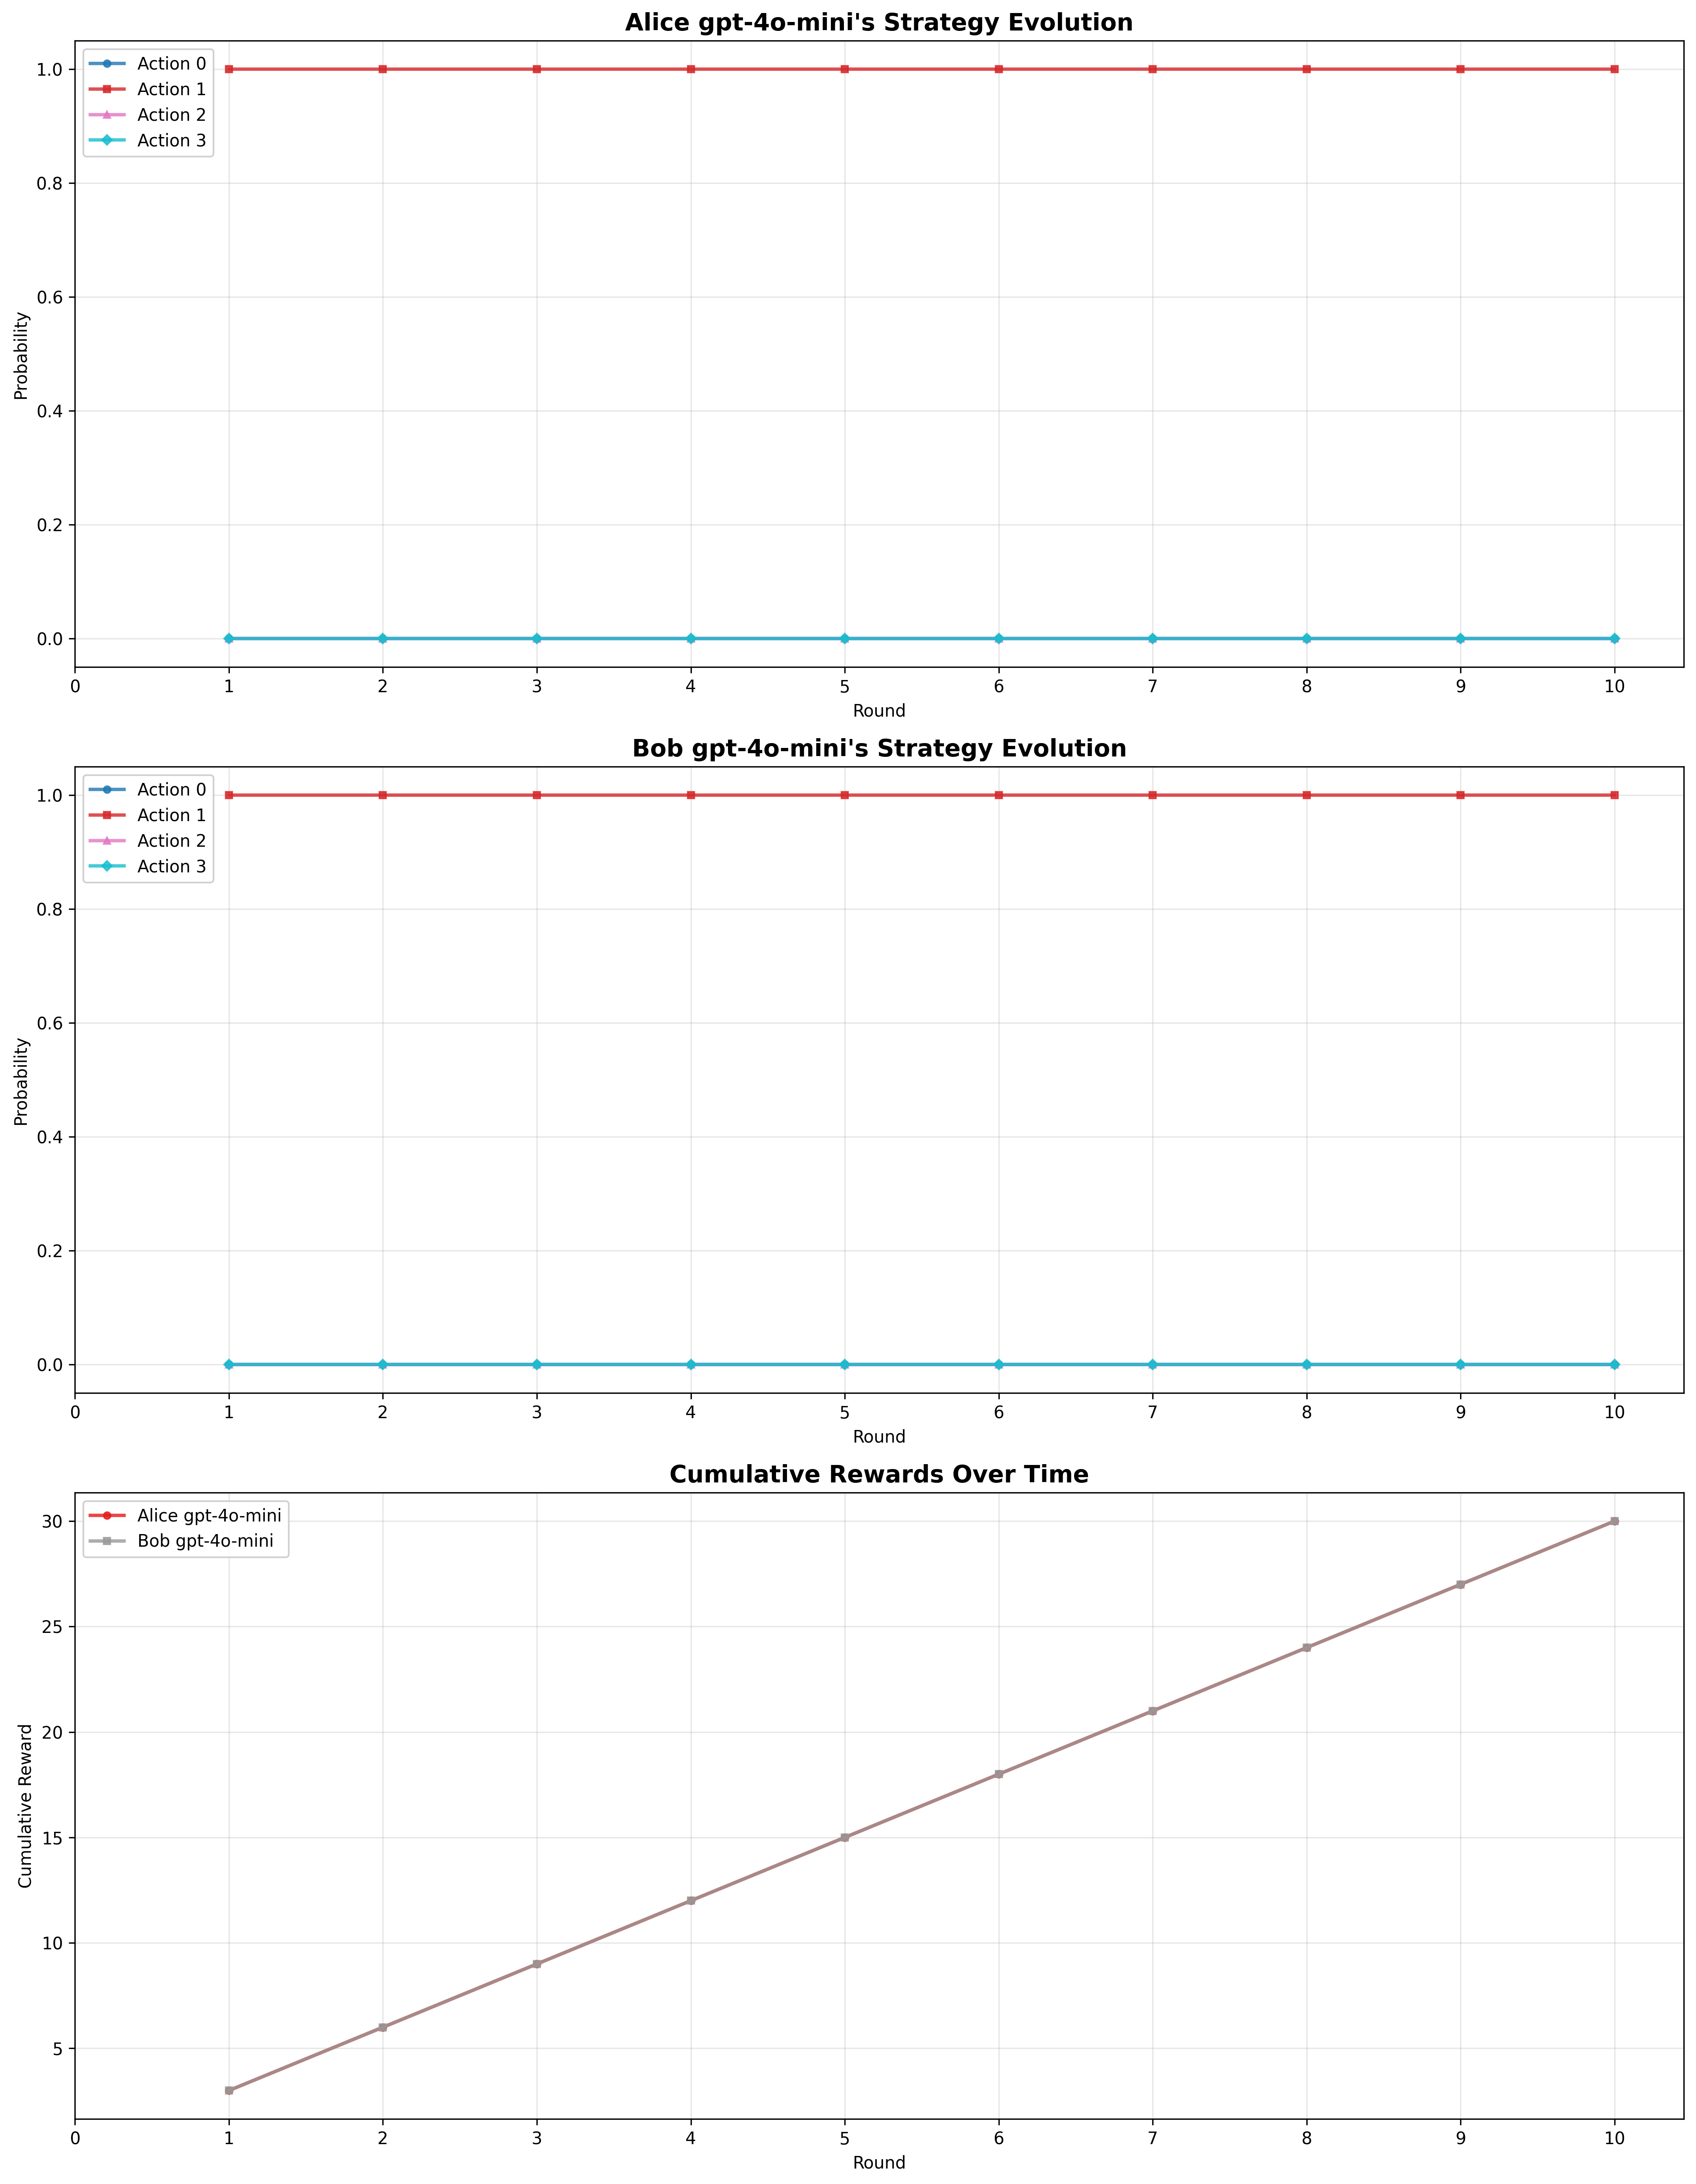 Alice gpt-4o-mini's Strategy Evolution
Action 0
Action 1
Action 2
Action 3
1.0
0.8
0.6
0.4
0.2
0.0
Probability
0 1 2 3 4 5 6 7 8 9 10
Round
Bob gpt-4o-mini's Strategy Evolution
Action 0
Action 1
Action 2
Action 3
1.0
0.8
0.6
0.4
0.2
0.0
Probability
0 1 2 3 4 5 6 7 8 9 10
Round
Cumulative Rewards Over Time
Alice gpt-4o-mini
Bob gpt-4o-mini
30
25
20
15
10
5
Cumulative Reward
0 1 2 3 4 5 6 7 8 9 10
Round